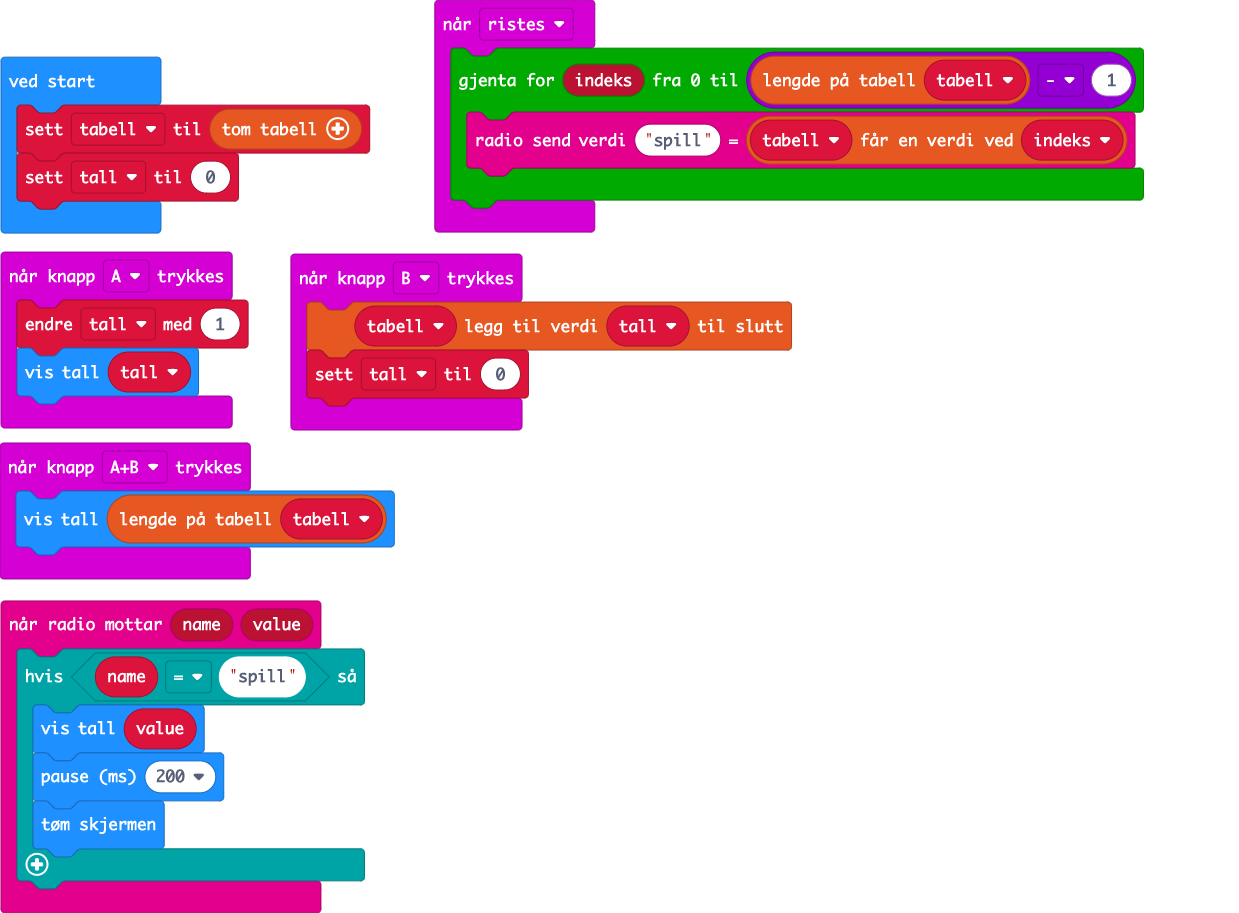 ved start
sett tabell til tom tabell
sett tall til 0
når ristes
gjenta for indeks fra 0 til lengde på tabell tabell - 1
radio send verdi "spill" = tabell får en verdi ved indeks
når knapp A trykkes
endre tall med 1
vis tall tall
når knapp B trykkes
tabell legg til verdi tall til slutt
sett tall til 0
når knapp A+B trykkes
vis tall lengde på tabell tabell
når radio mottar name value
hvis name = "spill" så
vis tall value
pause (ms) 200
tøm skjermen